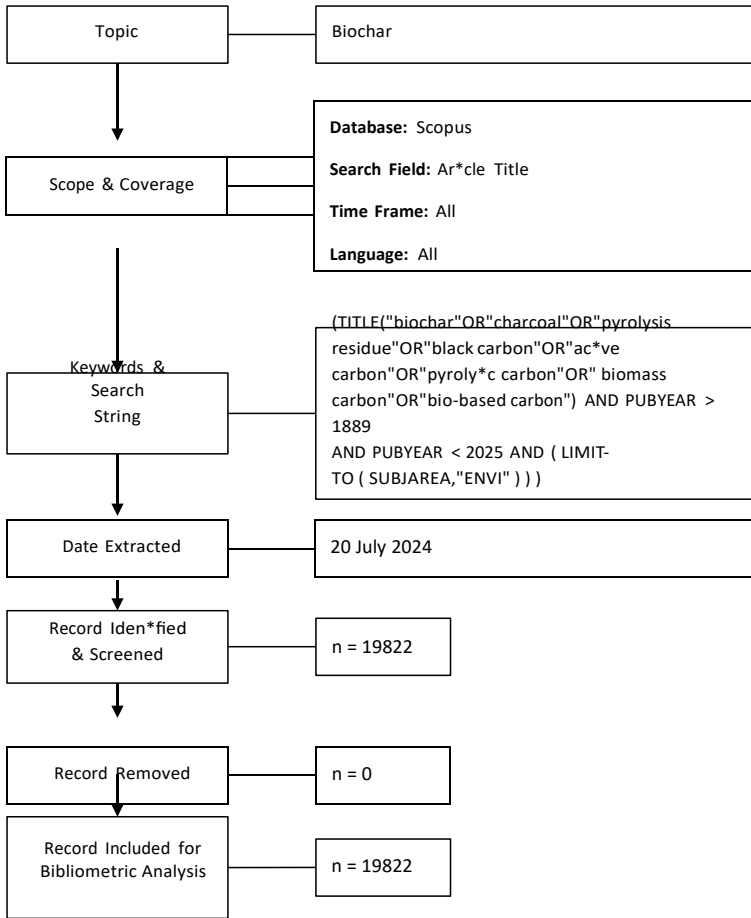 Topic
Biochar
Scope & Coverage
Database: Scopus
Search Field: Ar*cle Title
Time Frame: All
Language: All
Keywords &
Search
String
(TITLE("biochar"OR"charcoal"OR"pyrolysis
residue"OR"black carbon"OR"ac*ve
carbon"OR"pyroly*c carbon"OR" biomass
carbon"OR"bio-based carbon") AND PUBYEAR >
1889
AND PUBYEAR < 2025 AND ( LIMIT-
TO ( SUBJAREA,"ENVI" ) ) )
Date Extracted
20 July 2024
Record Iden*fied
& Screened
n = 19822
Record Removed
n = 0
Record Included for
Bibliometric Analysis
n = 19822